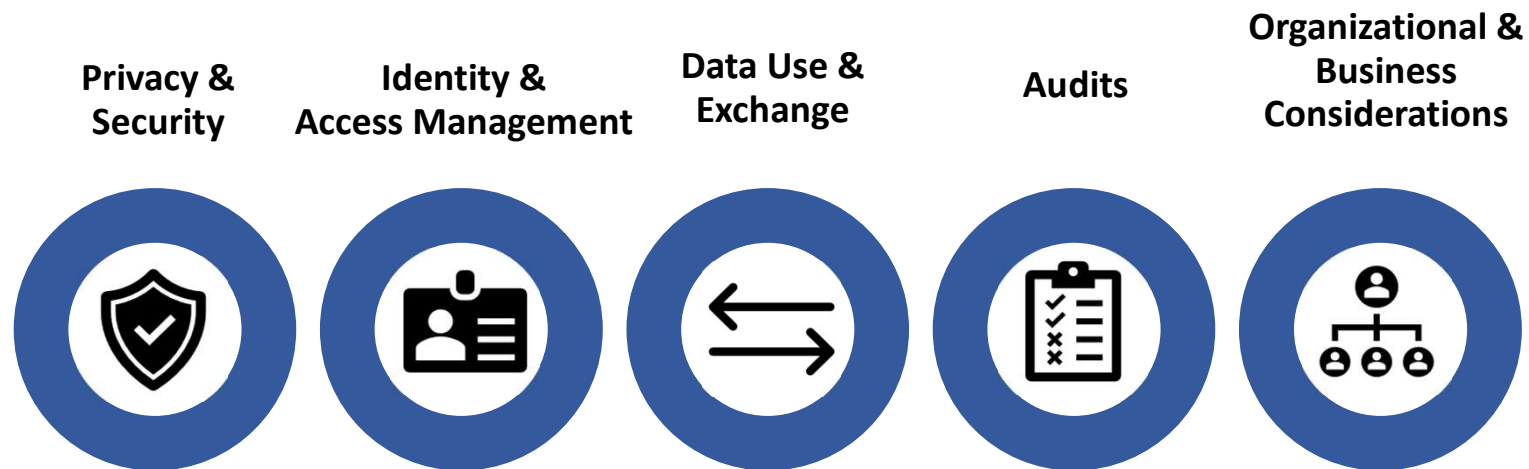 Privacy &
Security
Identity &
Access Management
Data Use &
Exchange
Audits
Organizational &
Business
Considerations